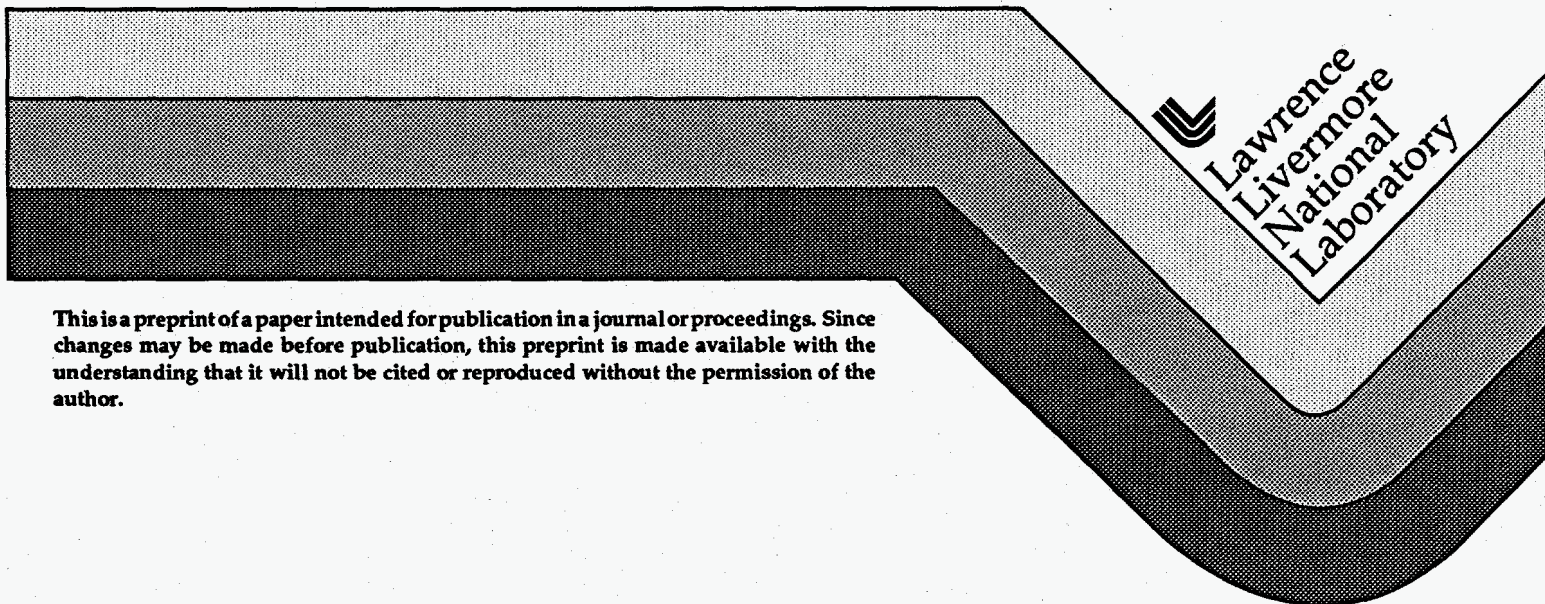 Lawrence
Livermore
National
Laboratory
This is a preprint of a paper intended for publication in a journal or proceedings. Since
changes may be made before publication, this preprint is made available with the
understanding that it will not be cited or reproduced without the permission of the
author.